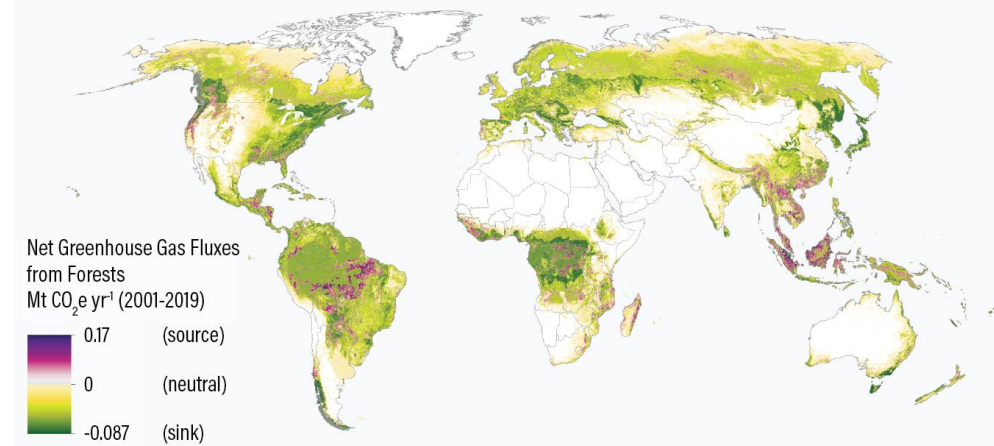 Net Greenhouse Gas Fluxes
from Forests
Mt CO₂e yr⁻¹ (2001-2019)
0.17 (source)
0 (neutral)
-0.087 (sink)